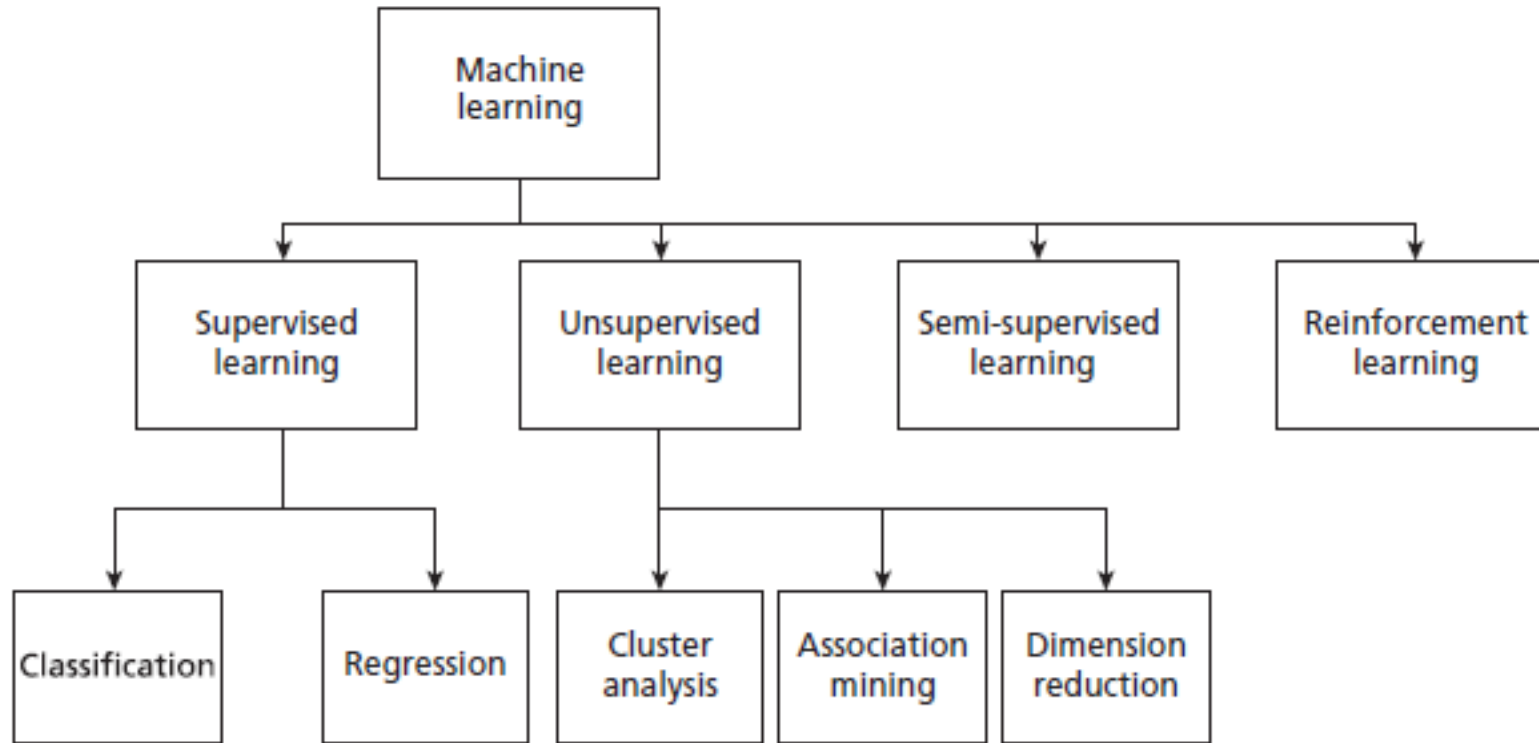 Machine
learning
Supervised
learning
Unsupervised
learning
Semi-supervised
learning
Reinforcement
learning
Classification
Regression
Cluster
analysis
Association
mining
Dimension
reduction